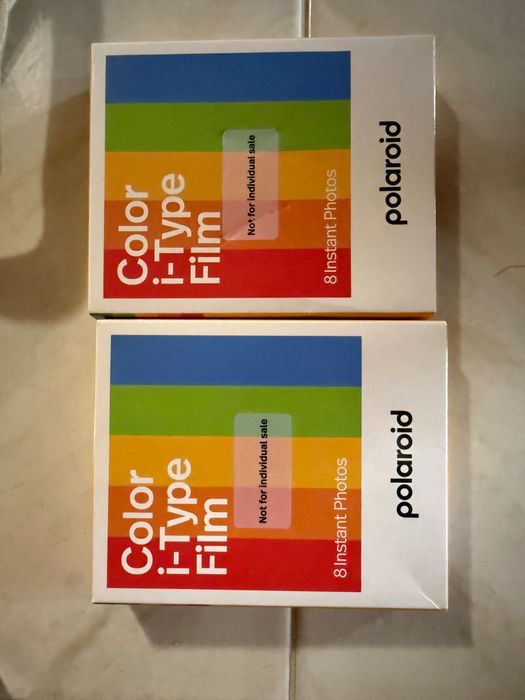 Color
i-Type
Film
Not for individual sale
8 Instant Photos
polaroid
Color
i-Type
Film
Not for individual sale
8 Instant Photos
polaroid